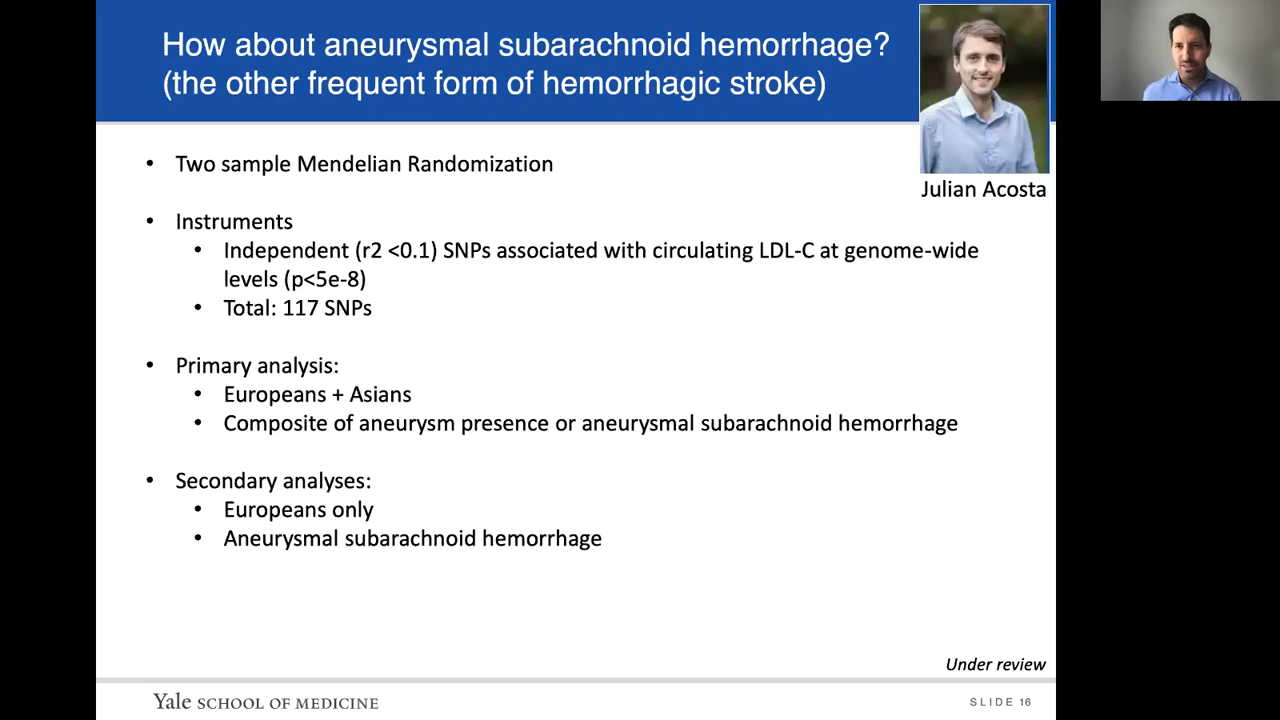 How about aneurysmal subarachnoid hemorrhage?
(the other frequent form of hemorrhagic stroke)
Julian Acosta
• Two sample Mendelian Randomization
• Instruments
• Independent (r2 <0.1) SNPs associated with circulating LDL-C at genome-wide
levels (p<5e-8)
• Total: 117 SNPs
• Primary analysis:
• Europeans + Asians
• Composite of aneurysm presence or aneurysmal subarachnoid hemorrhage
• Secondary analyses:
• Europeans only
• Aneurysmal subarachnoid hemorrhage
Under review
Yale SCHOOL OF MEDICINE
SLIDE 16